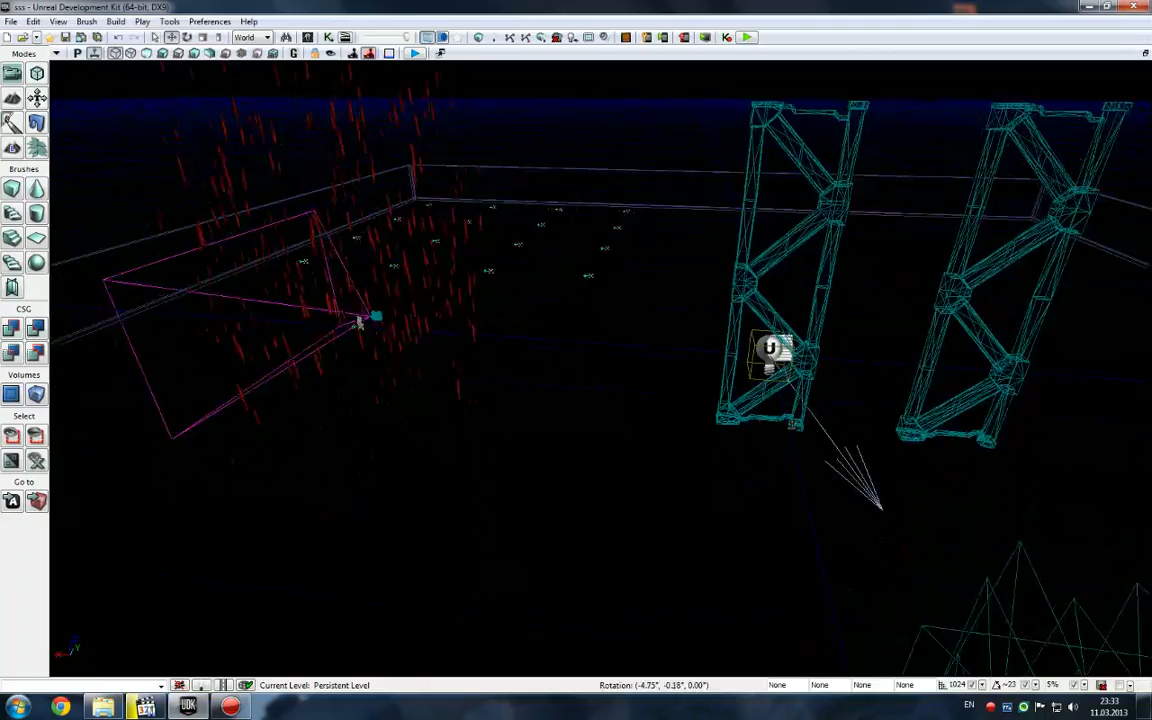 sss - Unreal Development Kit (64-bit, DX9)
File Edit View Brush Build Play Tools Preferences Help
World
P
G
Modes
Brushes
CSG
Volumes
Select
Go to
U
Current Level: Persistent Level Rotation: (-4.75°, -0.18°, 0.00°) None None None None 1024 ~23 5%
EN 23:33
11.03.2013